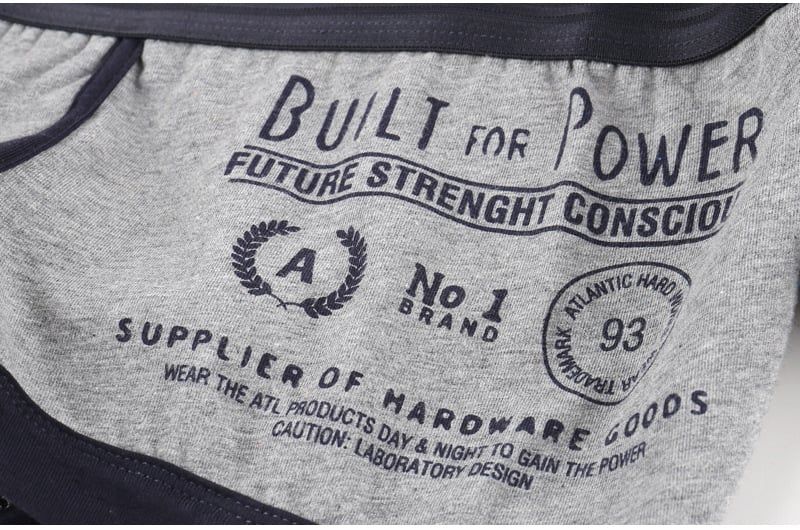 BUILT FOR POWER
FUTURE STRENGHT
A
No 1
BRAND
ATLANTIC HARD
TRADEMARK
93
SUPPLIER OF HARDWARE GOODS
WEAR THE ATL PRODUCTS DAY & NIGHT TO GAIN THE POWER
CAUTION: LABORATORY DESIGN